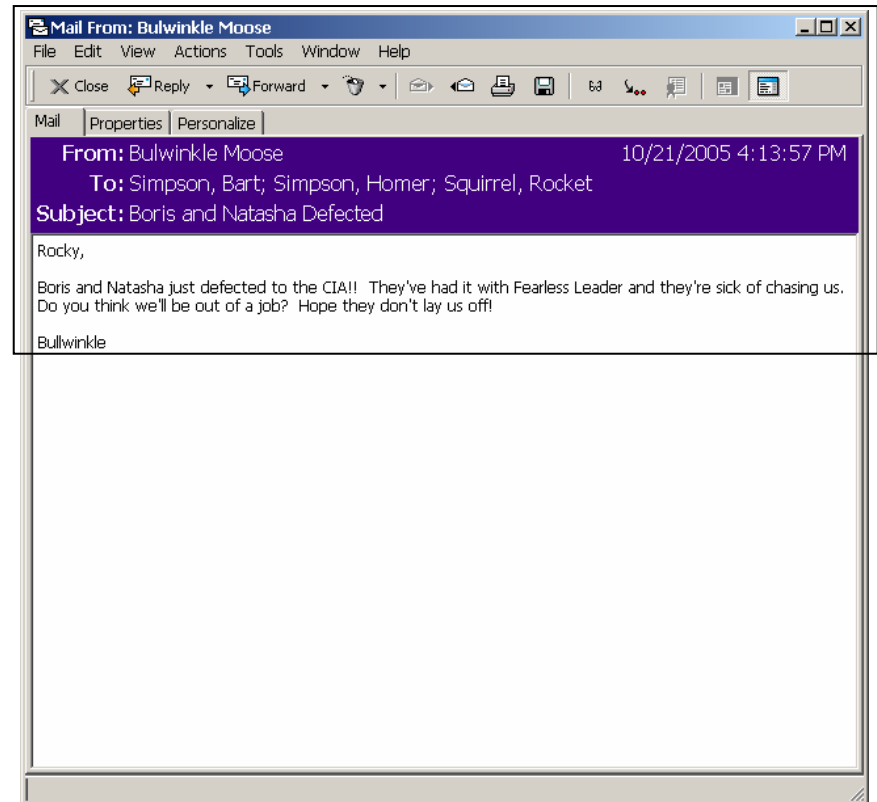 Mail From: Bulwinkle Moose
File Edit View Actions Tools Window Help
Close Reply Forward
Mail Properties Personalize
From: Bulwinkle Moose 10/21/2005 4:13:57 PM
To: Simpson, Bart; Simpson, Homer; Squirrel, Rocket
Subject: Boris and Natasha Defected
Rocky,
Boris and Natasha just defected to the CIA!! They've had it with Fearless Leader and they're sick of chasing us.
Do you think we'll be out of a job? Hope they don't lay us off!
Bullwinkle